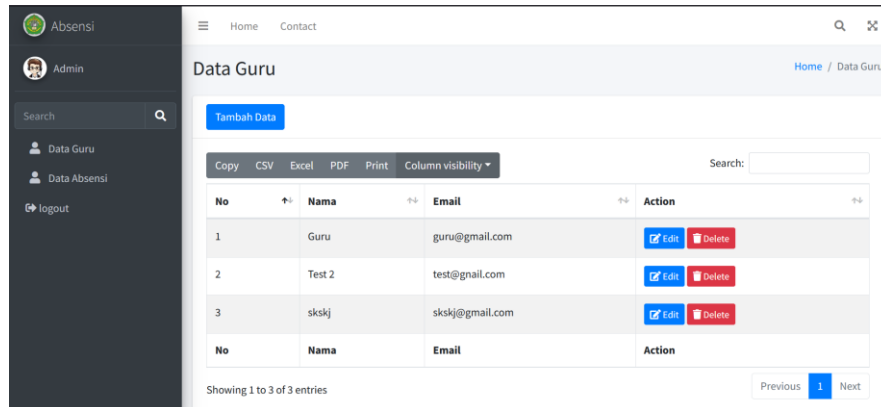 Absensi
Home Contact
Admin
Data Guru
Home / Data Guru
Search
Tambah Data
Data Guru
Copy CSV Excel PDF Print Column visibility
Search:
Data Absensi
No Nama Email Action
logout
1 Guru guru@gmail.com Edit Delete
2 Test 2 test@gnail.com Edit Delete
3 skskj skskj@gmail.com Edit Delete
No Nama Email Action
Showing 1 to 3 of 3 entries
Previous 1 Next